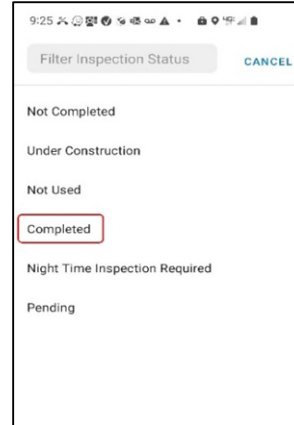 9:25
Filter Inspection Status CANCEL
Not Completed
Under Construction
Not Used
Completed
Night Time Inspection Required
Pending